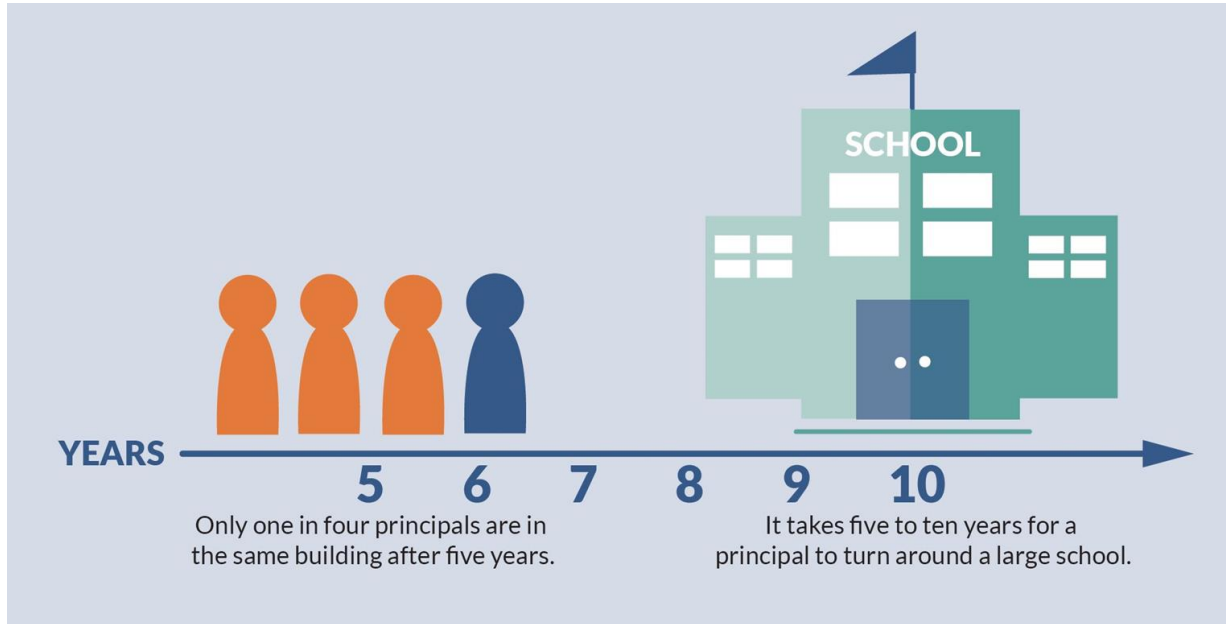 SCHOOL
YEARS
5 6 7 8 9 10
Only one in four principals are in
the same building after five years.
It takes five to ten years for a
principal to turn around a large school.